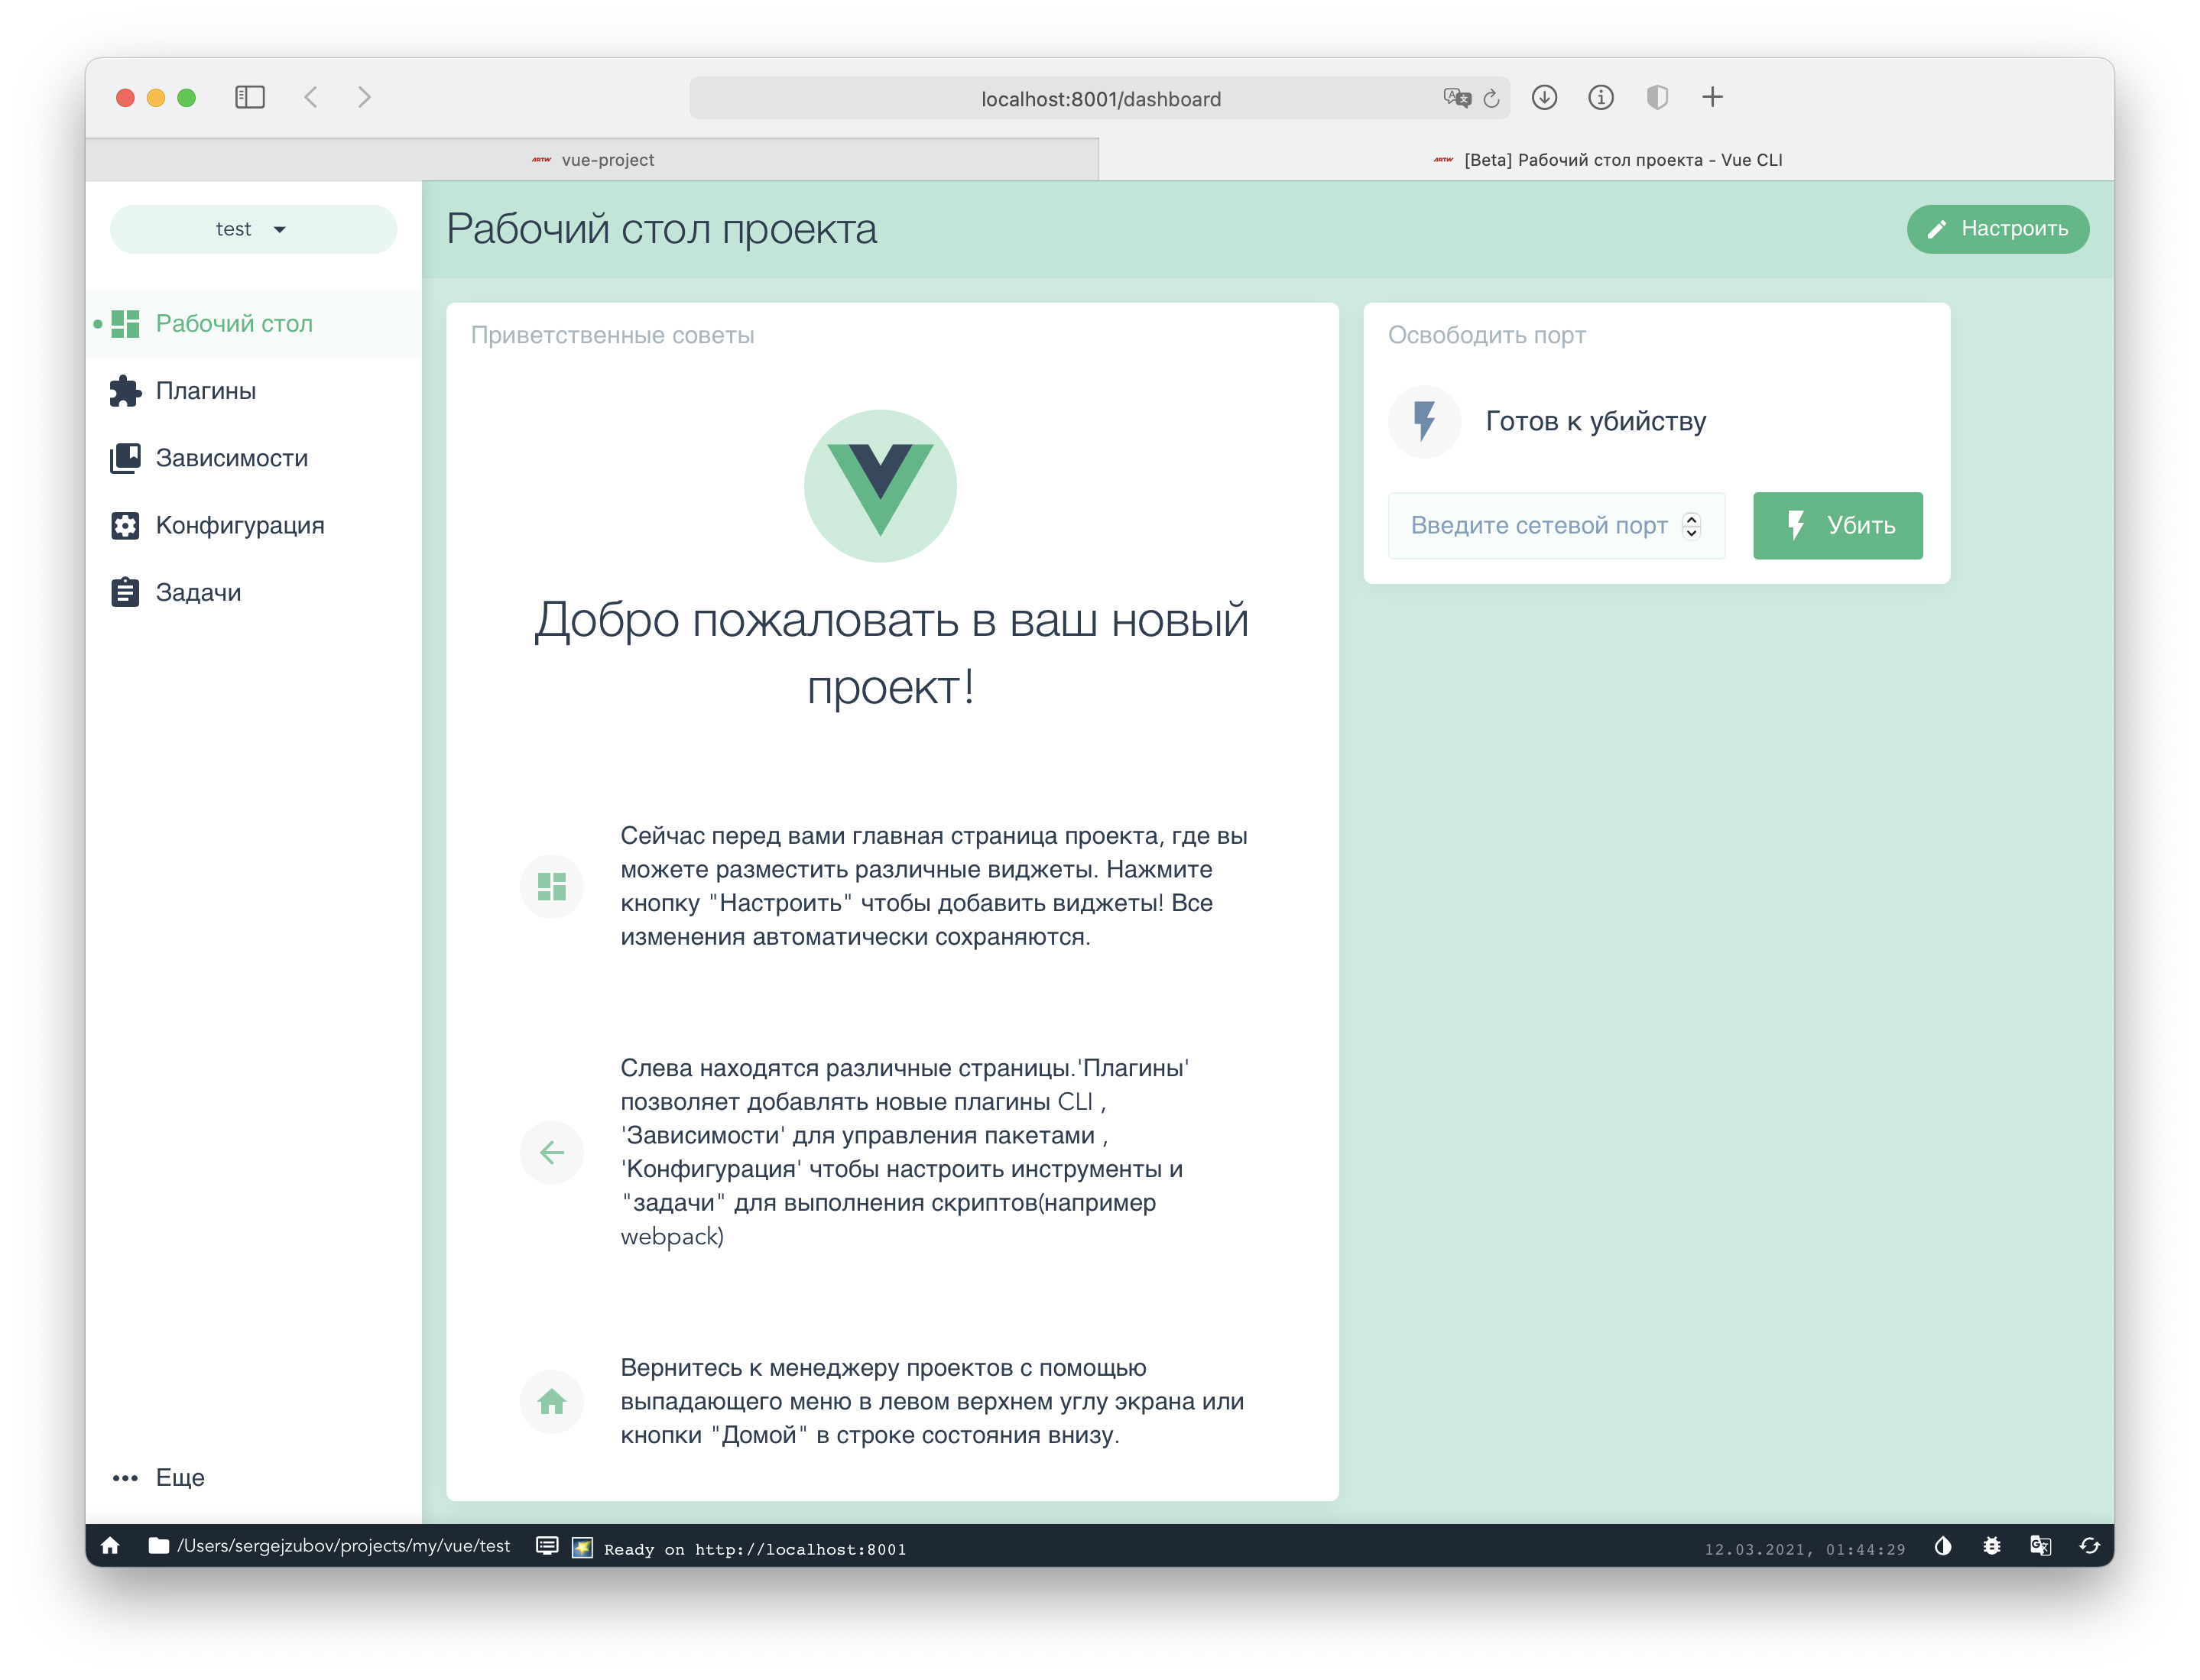 localhost:8001/dashboard
vue-project
[Beta] Рабочий стол проекта - Vue CLI
test
Рабочий стол проекта
Настроить
Рабочий стол
Плагины
Зависимости
Конфигурация
Задачи
Еще
Приветственные советы
Добро пожаловать в ваш новый
проект!
Сейчас перед вами главная страница проекта, где вы
можете разместить различные виджеты. Нажмите
кнопку "Настроить" чтобы добавить виджеты! Все
изменения автоматически сохраняются.
Слева находятся различные страницы.'Плагины'
позволяет добавлять новые плагины CLI ,
'Зависимости' для управления пакетами ,
'Конфигурация' чтобы настроить инструменты и
"задачи" для выполнения скриптов(например
webpack)
Вернитесь к менеджеру проектов с помощью
выпадающего меню в левом верхнем углу экрана или
кнопки "Домой" в строке состояния внизу.
Освободить порт
Готов к убийству
Введите сетевой порт
Убить
/Users/sergejzubov/projects/my/vue/test
Ready on http://localhost:8001
12.03.2021, 01:44:29